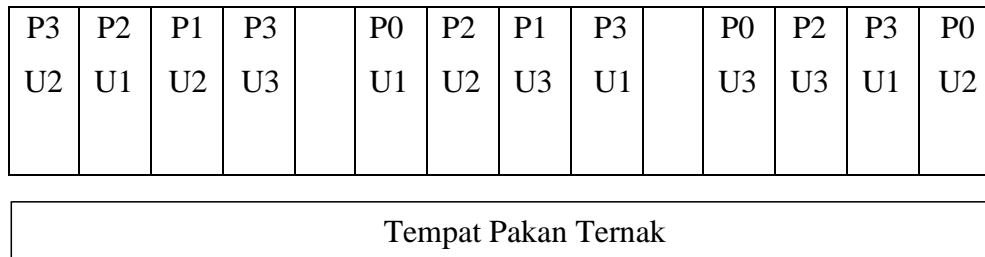 P3 P2 P1 P3 P0 P2 P1 P3 P0 P2 P3 P0
U2 U1 U2 U3 U1 U2 U3 U1 U3 U3 U1 U2
Tempat Pakan Ternak